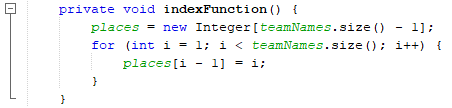 private void indexFunction() {
places = new Integer[teamNames.size() - 1];
for (int i = 1; i < teamNames.size(); i++) {
places[i - 1] = i;
}
}